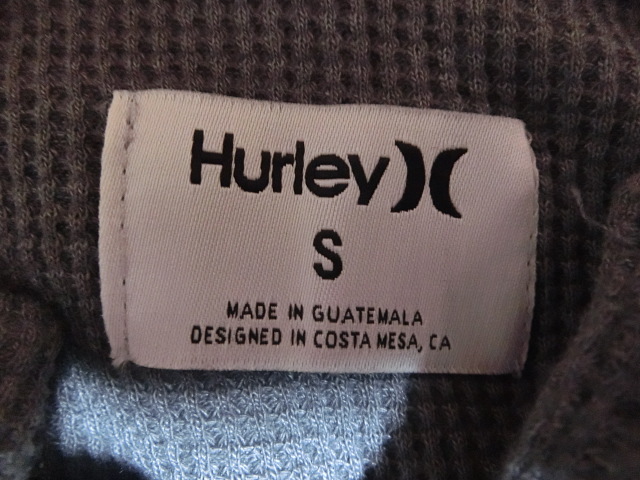 Hurley
S
MADE IN GUATEMALA
DESIGNED IN COSTA MESA, CA